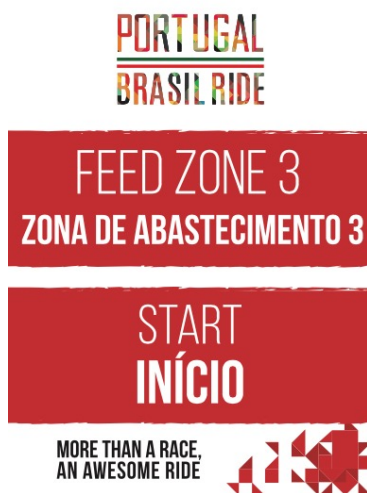 PORTUGAL
BRASIL RIDE
FEED ZONE 3
ZONA DE ABASTECIMENTO 3
START
INÍCIO
MORE THAN A RACE,
AN AWESOME RIDE